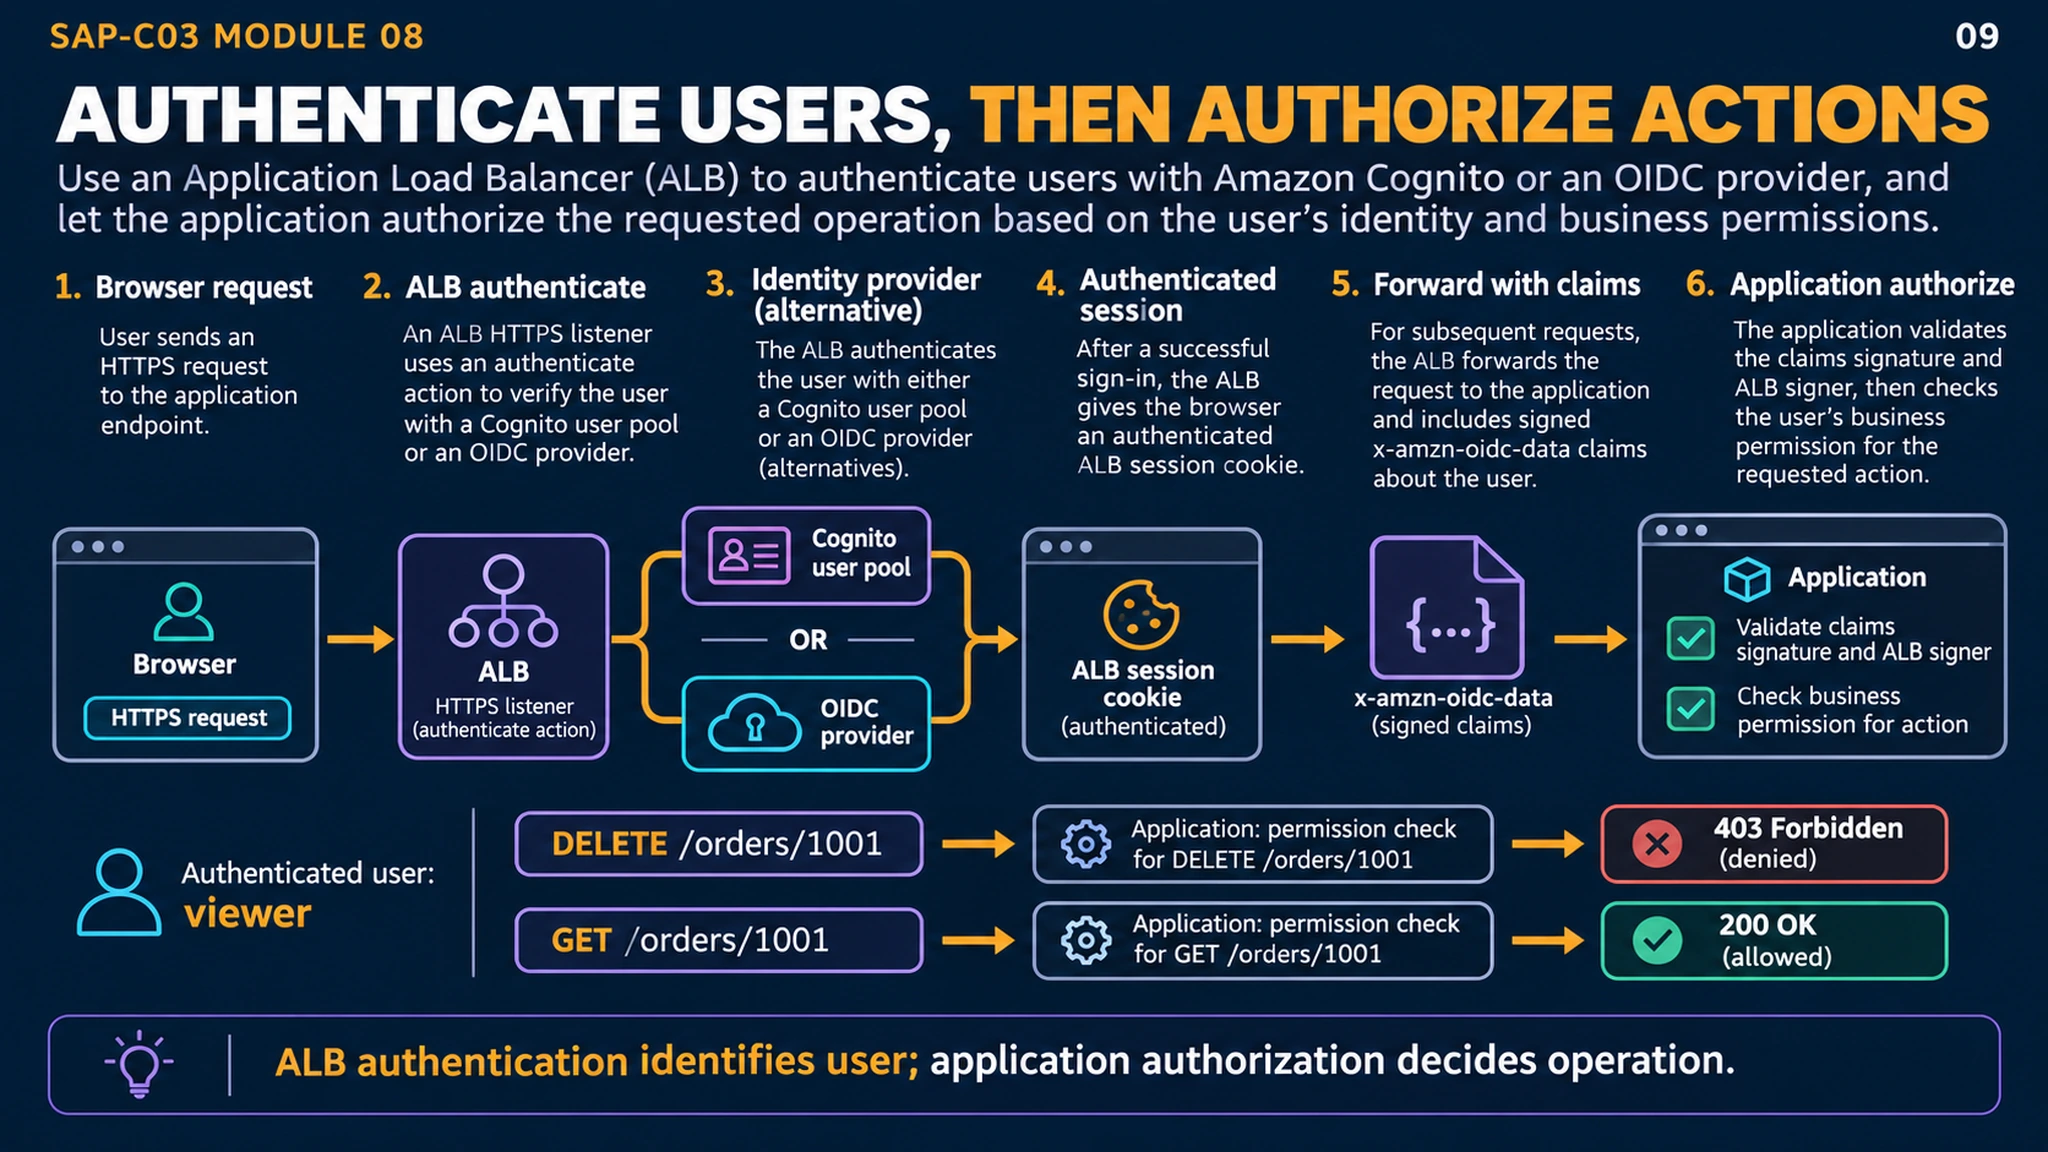 SAP-C03 MODULE 08
09
AUTHENTICATE USERS, THEN AUTHORIZE ACTIONS
Use an Application Load Balancer (ALB) to authenticate users with Amazon Cognito or an OIDC provider, and
let the application authorize the requested operation based on the user's identity and business permissions.
1. Browser request
User sends an
HTTPS request
to the application
endpoint.
2. ALB authenticate
An ALB HTTPS listener
uses an authenticate
action to verify the user
with a Cognito user pool
or an OIDC provider.
3. Identity provider
(alternative)
The ALB authenticates
the user with either
a Cognito user pool
or an OIDC provider
(alternatives).
4. Authenticated
session
After a successful
sign-in, the ALB
gives the browser
an authenticated
ALB session cookie.
5. Forward with claims
For subsequent requests,
the ALB forwards the
request to the application
and includes signed
x-amzn-oidc-data claims
about the user.
6. Application authorize
The application validates
the claims signature and
ALB signer, then checks
the user's business
permission for the
requested action.
Browser
HTTPS request
ALB
HTTPS listener
(authenticate action)
Cognito
user pool
OR
OIDC
provider
ALB session
cookie
(authenticated)
{...}
x-amzn-oidc-data
(signed claims)
Application
Validate claims
signature and ALB signer
Check business
permission for action
Authenticated user:
viewer
DELETE /orders/1001
Application: permission check
for DELETE /orders/1001
403 Forbidden
(denied)
GET /orders/1001
Application: permission check
for GET /orders/1001
200 OK
(allowed)
ALB authentication identifies user; application authorization decides operation.